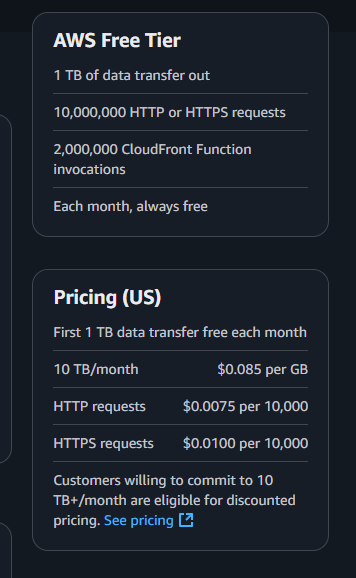 AWS Free Tier
1 TB of data transfer out
10,000,000 HTTP or HTTPS requests
2,000,000 CloudFront Function
invocations
Each month, always free
Pricing (US)
First 1 TB data transfer free each month
10 TB/month $0.085 per GB
HTTP requests $0.0075 per 10,000
HTTPS requests $0.0100 per 10,000
Customers willing to commit to 10
TB+/month are eligible for discounted
pricing. See pricing